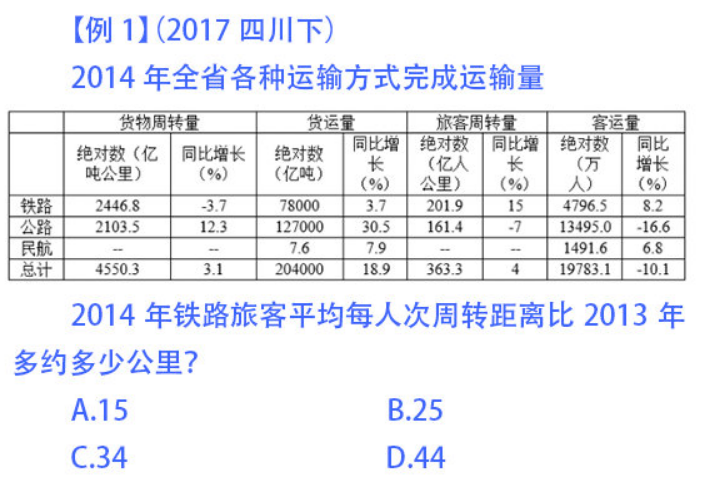 【例 1】(2017 四川下)
2014 年全省各种运输方式完成运输量
货物周转量 货运量 旅客周转量 客运量
绝对数（亿吨公里） 同比增长（%） 绝对数（亿吨） 同比增长（%） 绝对数（亿人公里） 同比增长（%） 绝对数（万人） 同比增长（%）
铁路 2446.8 -3.7 78000 3.7 201.9 15 4796.5 8.2
公路 2103.5 12.3 127000 30.5 161.4 -7 13495.0 -16.6
民航 -- -- 7.6 7.9 -- -- 1491.6 6.8
总计 4550.3 3.1 204000 18.9 363.3 4 19783.1 -10.1
2014 年铁路旅客平均每人次周转距离比 2013 年
多约多少公里？
A.15 B.25
C.34 D.44